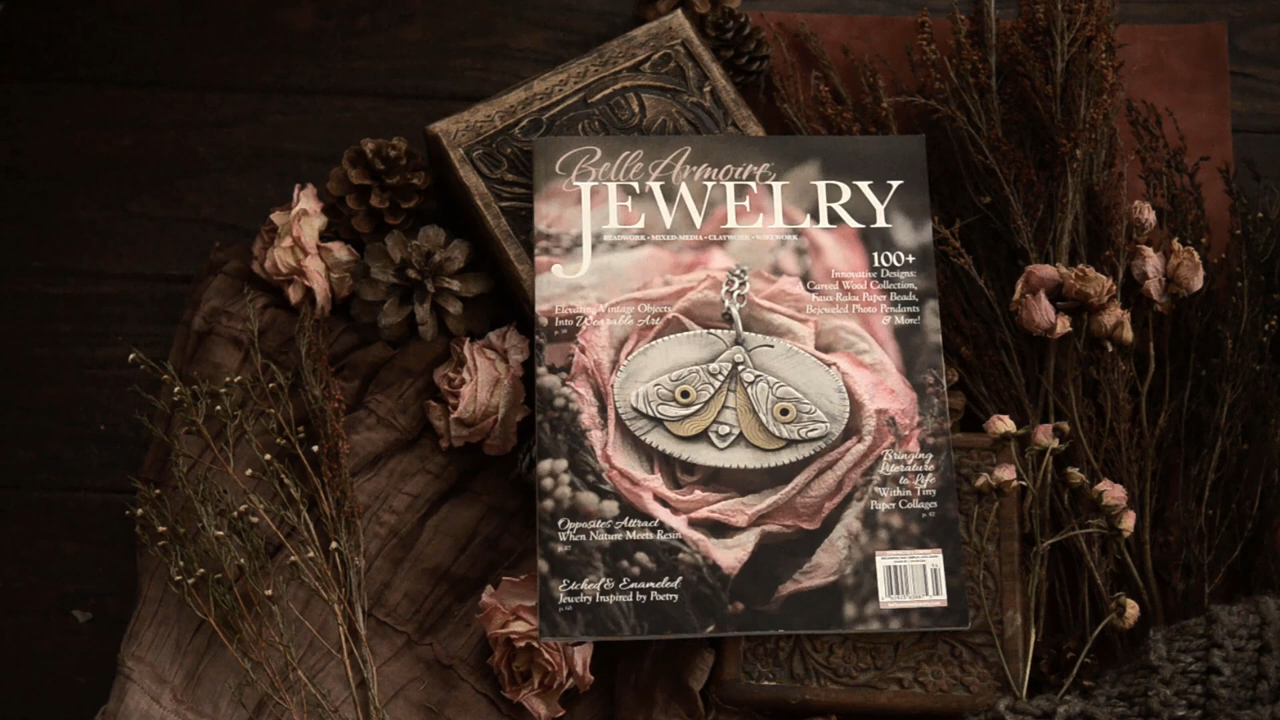 Belle Armoire
JEWELRY
BEADWORK • MIXED-MEDIA • CLAYWORK • WIREWORK
100+
Innovative Designs:
A Carved Wood Collection,
Faux Raku Paper Beads,
Bejeweled Photo Pendants
& More!
Elevating Vintage Objects
Into Wearable Art
Bringing
Literature
to Life
Within Tiny
Paper Collages
Opposites Attract
When Nature Meets Resin
Etched & Enameled:
Jewelry Inspired by Poetry